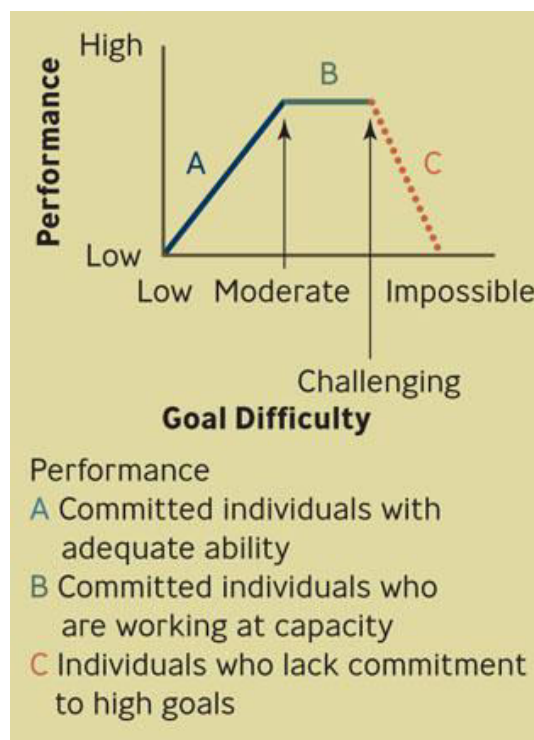 High
Performance
A
B
C
Low
Low Moderate Impossible
Challenging
Goal Difficulty
Performance
A Committed individuals with
adequate ability
B Committed individuals who
are working at capacity
C Individuals who lack commitment
to high goals